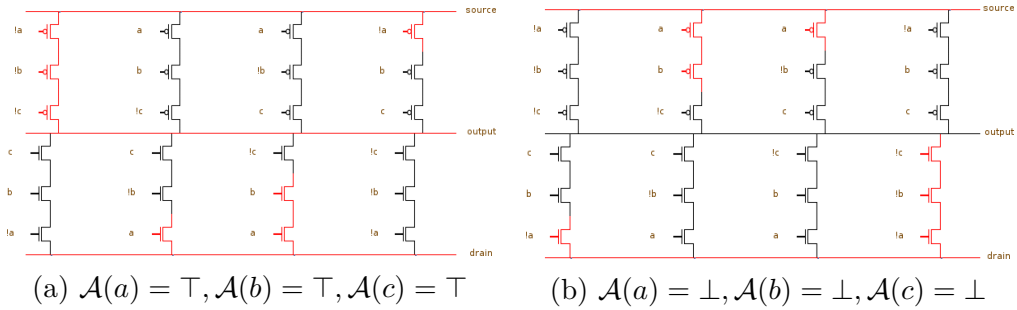 source
!a a a !a
!b b !b b
!c !c c c
output
c c !c !c
b !b b !b
!a a a !a
drain
(a) 𝒜(a) = ⊤, 𝒜(b) = ⊤, 𝒜(c) = ⊤
source
!a a a !a
!b b !b b
!c !c c c
output
c c !c !c
b !b b !b
!a a a !a
drain
(b) 𝒜(a) = ⊥, 𝒜(b) = ⊥, 𝒜(c) = ⊥